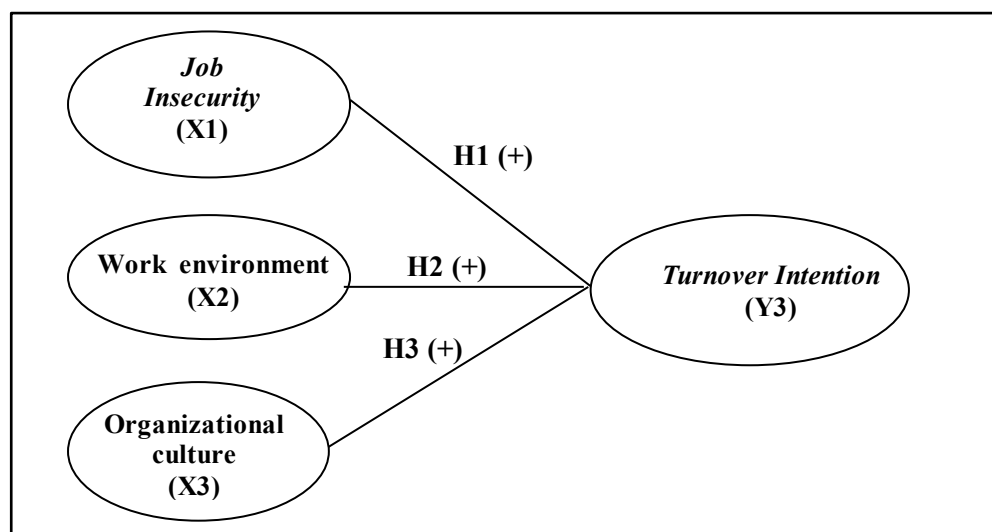 Job
Insecurity
(X1)
H1 (+)
Work environment
(X2)
H2 (+)
Turnover Intention
(Y3)
H3 (+)
Organizational
culture
(X3)